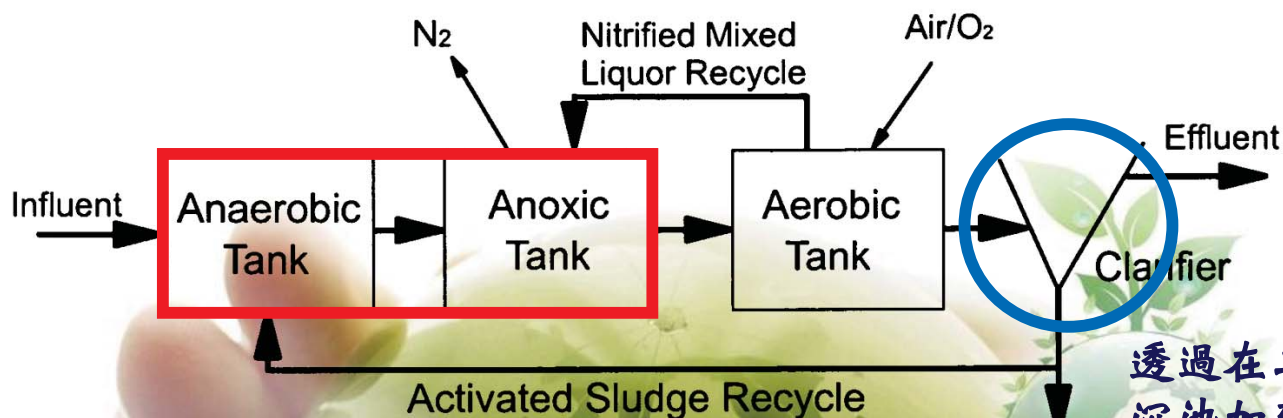 N₂
Nitrified Mixed
Liquor Recycle
Air/O₂
Influent
Anaerobic
Tank
Anoxic
Tank
Aerobic
Tank
Effluent
Clarifier
Activated Sludge Recycle
透過在